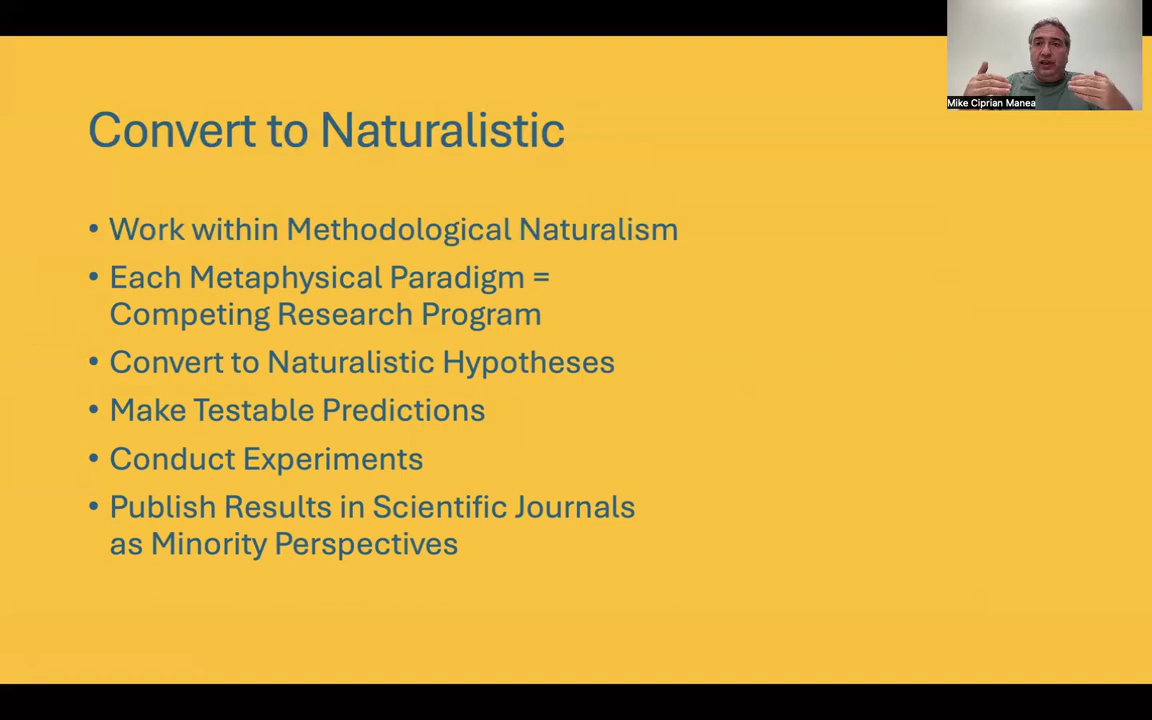 Mike Ciprian Manea
Convert to Naturalistic
• Work within Methodological Naturalism
• Each Metaphysical Paradigm =
Competing Research Program
• Convert to Naturalistic Hypotheses
• Make Testable Predictions
• Conduct Experiments
• Publish Results in Scientific Journals
as Minority Perspectives